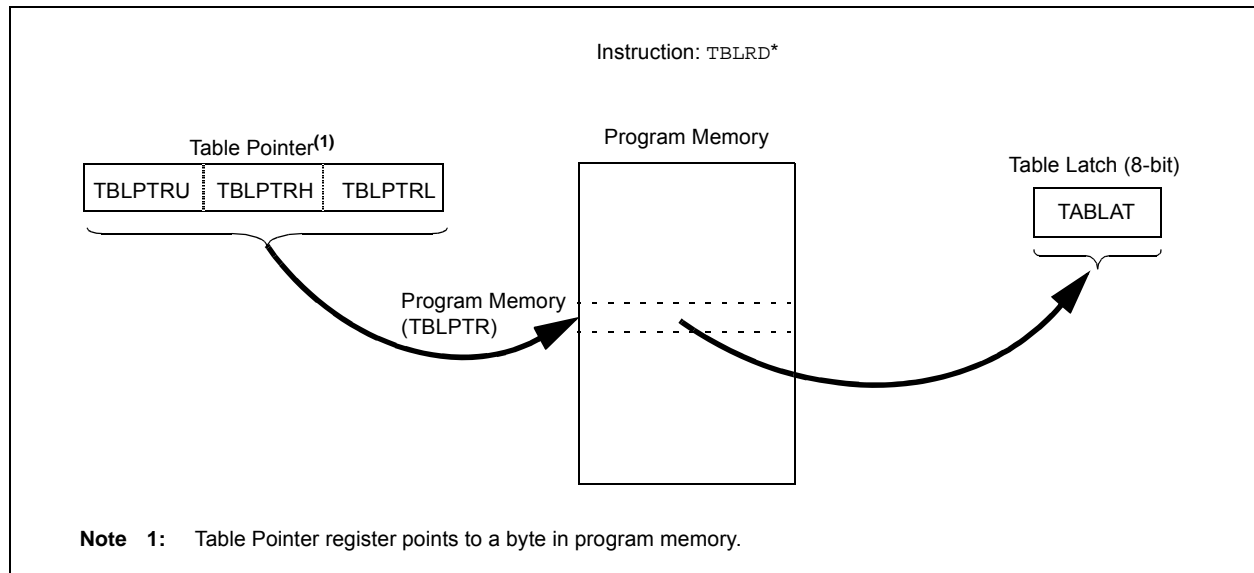 Instruction: TBLRD*
Table Pointer(1)
TBLPTRU TBLPTRH TBLPTRL
Program Memory
Table Latch (8-bit)
TABLAT
Program Memory
(TBLPTR)
Note 1: Table Pointer register points to a byte in program memory.